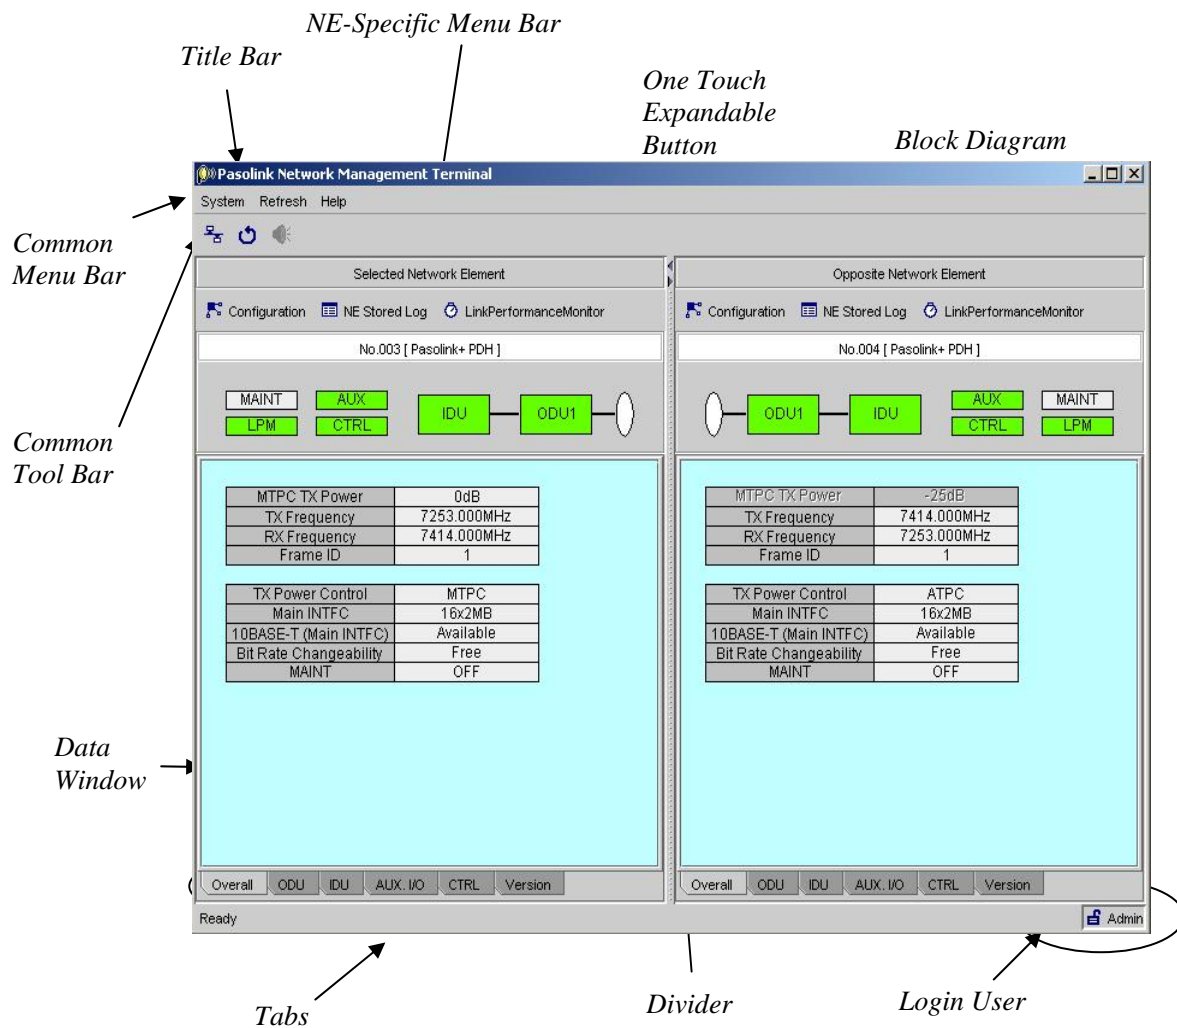 NE-Specific Menu Bar
Title Bar
One Touch
Expandable
Button
Block Diagram
Pasolink Network Management Terminal
System Refresh Help
Common
Menu Bar
Selected Network Element
Opposite Network Element
Configuration NE Stored Log LinkPerformanceMonitor
Configuration NE Stored Log LinkPerformanceMonitor
No.003 [ Pasolink+ PDH ]
No.004 [ Pasolink+ PDH ]
MAINT AUX IDU ODU1
LPM CTRL
ODU1 IDU AUX MAINT
CTRL LPM
Common
Tool Bar
MTPC TX Power 0dB
TX Frequency 7253.000MHz
RX Frequency 7414.000MHz
Frame ID 1
TX Power Control MTPC
Main INTFC 16x2MB
10BASE-T (Main INTFC) Available
Bit Rate Changeability Free
MAINT OFF
MTPC TX Power -25dB
TX Frequency 7414.000MHz
RX Frequency 7253.000MHz
Frame ID 1
TX Power Control ATPC
Main INTFC 16x2MB
10BASE-T (Main INTFC) Available
Bit Rate Changeability Free
MAINT OFF
Data
Window
Overall ODU IDU AUX. I/O CTRL Version
Overall ODU IDU AUX. I/O CTRL Version
Ready
Admin
Tabs
Divider
Login User